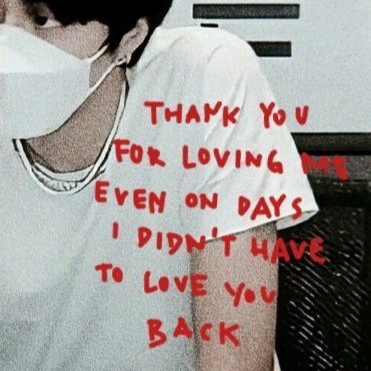 THANK YOU
FOR LOVING ME
EVEN ON DAYS
I DIDN'T HAVE
TO LOVE YOU
BACK